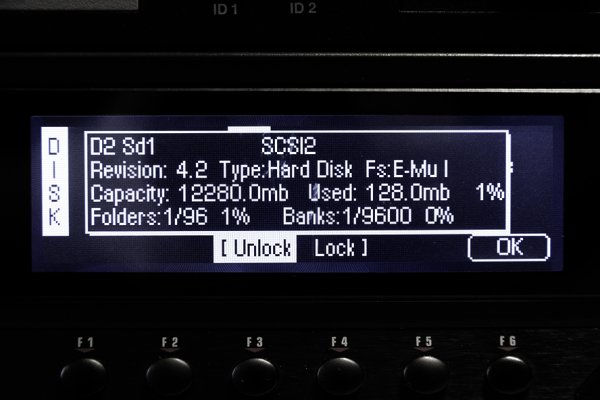 ID 1 ID 2
DISK
D2 Sd1 SCSI2
Revision: 4.2 Type:Hard Disk Fs:E-Mu I
Capacity: 12280.0mb Used: 128.0mb 1%
Folders:1/96 1% Banks:1/9600 0%
[ Unlock Lock ] OK
F1 F2 F3 F4 F5 F6